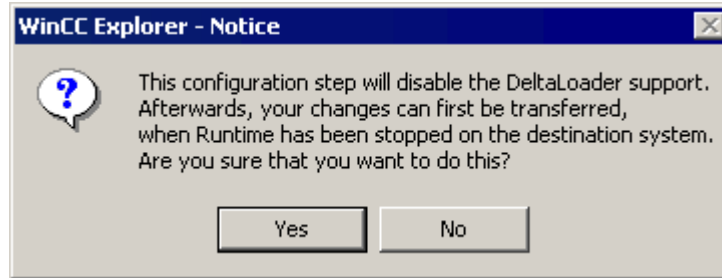 WinCC Explorer - Notice
This configuration step will disable the DeltaLoader support.
Afterwards, your changes can first be transferred,
when Runtime has been stopped on the destination system.
Are you sure that you want to do this?
Yes No